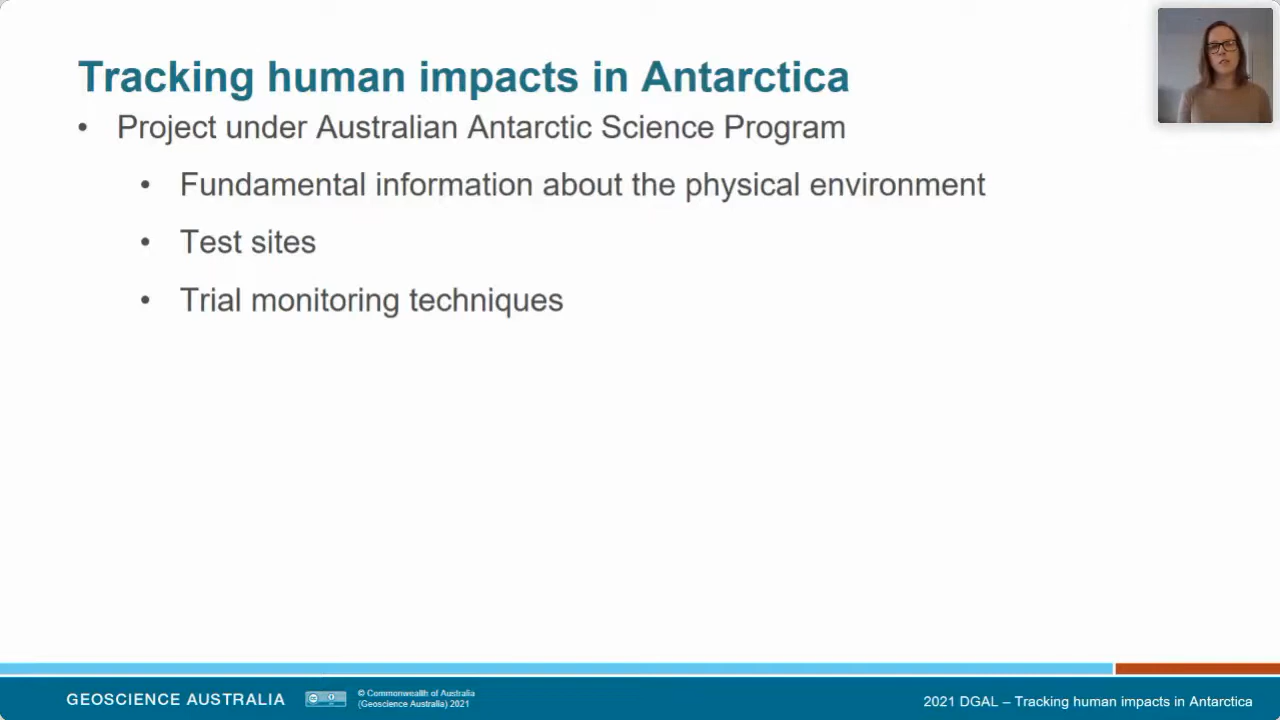 Tracking human impacts in Antarctica
• Project under Australian Antarctic Science Program
• Fundamental information about the physical environment
• Test sites
• Trial monitoring techniques
GEOSCIENCE AUSTRALIA
© Commonwealth of Australia
(Geoscience Australia) 2021
2021 DGAL – Tracking human impacts in Antarctica